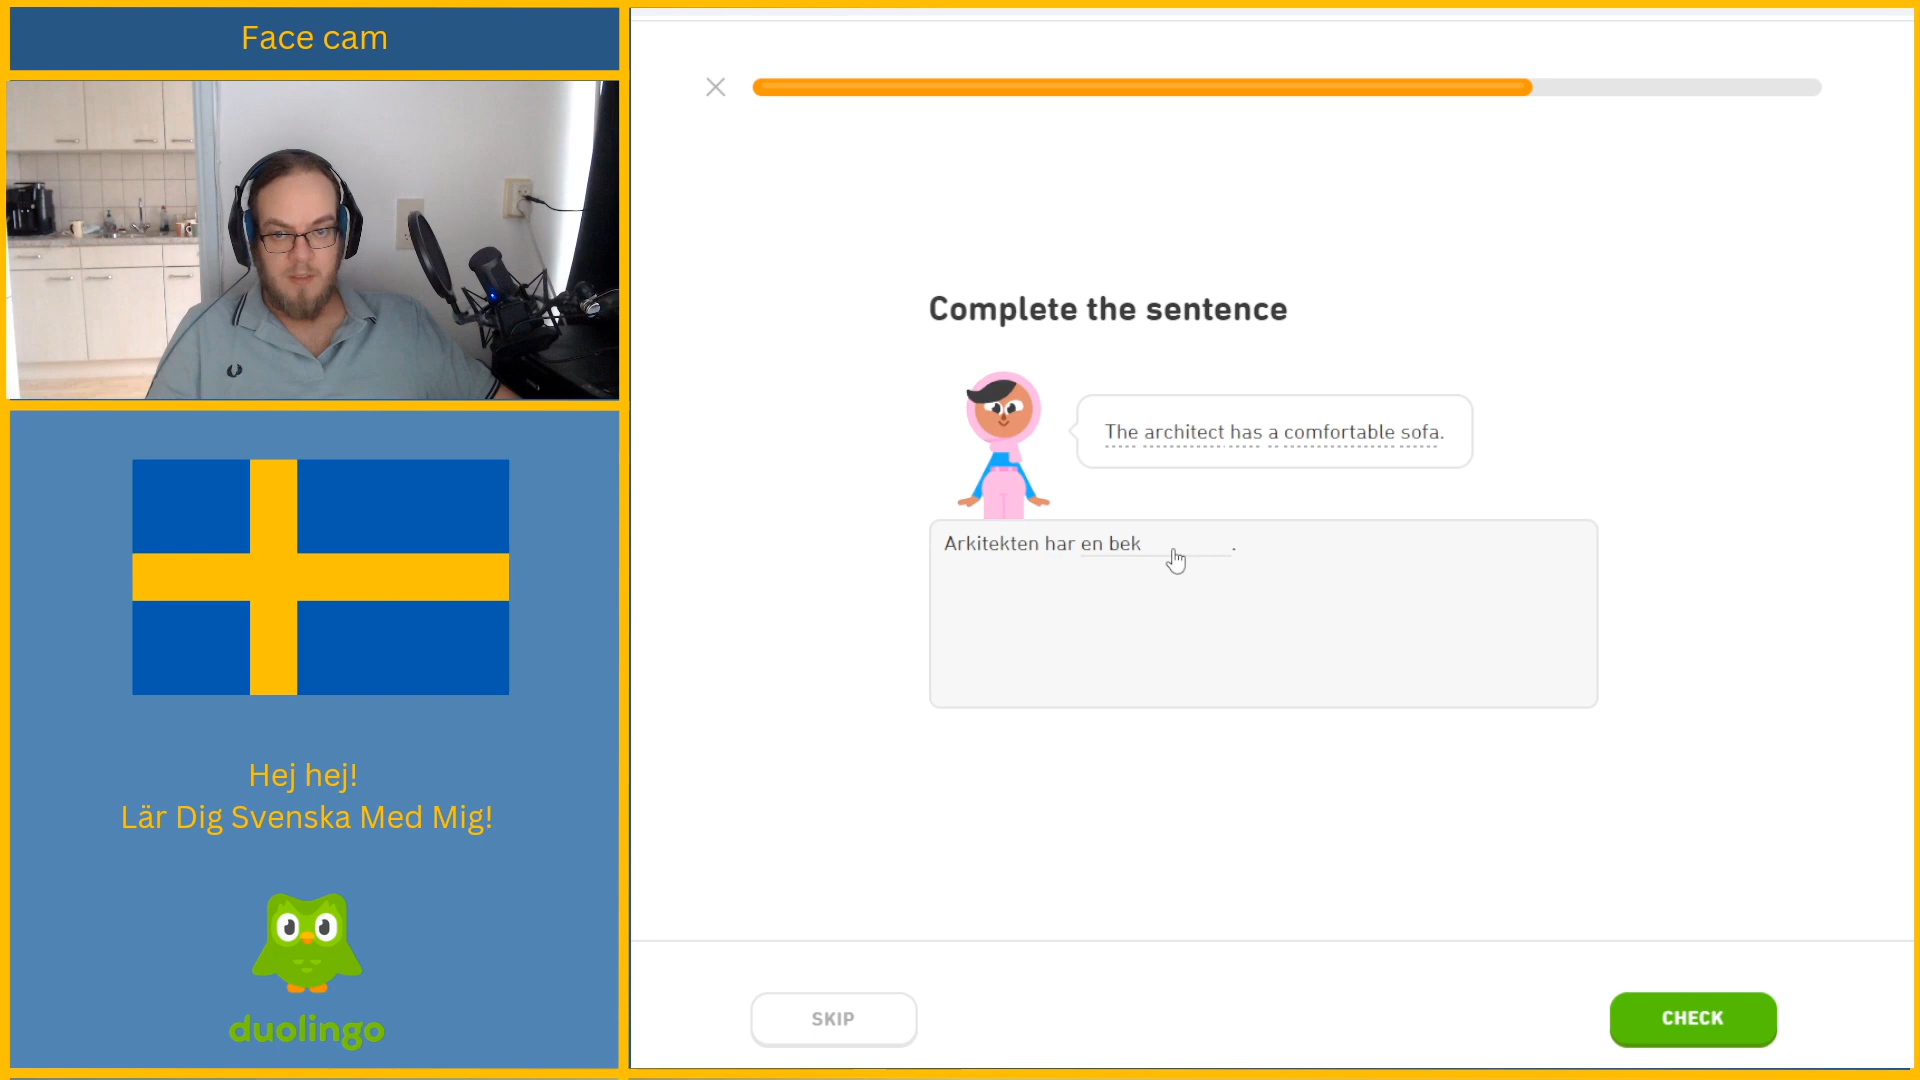 Face cam
Complete the sentence
The architect has a comfortable sofa.
Arkitekten har en bek .
Hej hej!
Lär Dig Svenska Med Mig!
duolingo
SKIP
CHECK